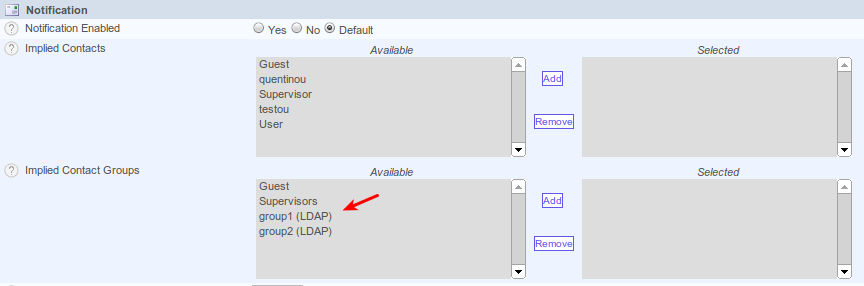 Notification
Notification Enabled
Yes No Default
Implied Contacts
Available
Selected
Guest
quentinou
Supervisor
testou
User
Add
Remove
Implied Contact Groups
Available
Selected
Guest
Supervisors
group1 (LDAP)
group2 (LDAP)
Add
Remove